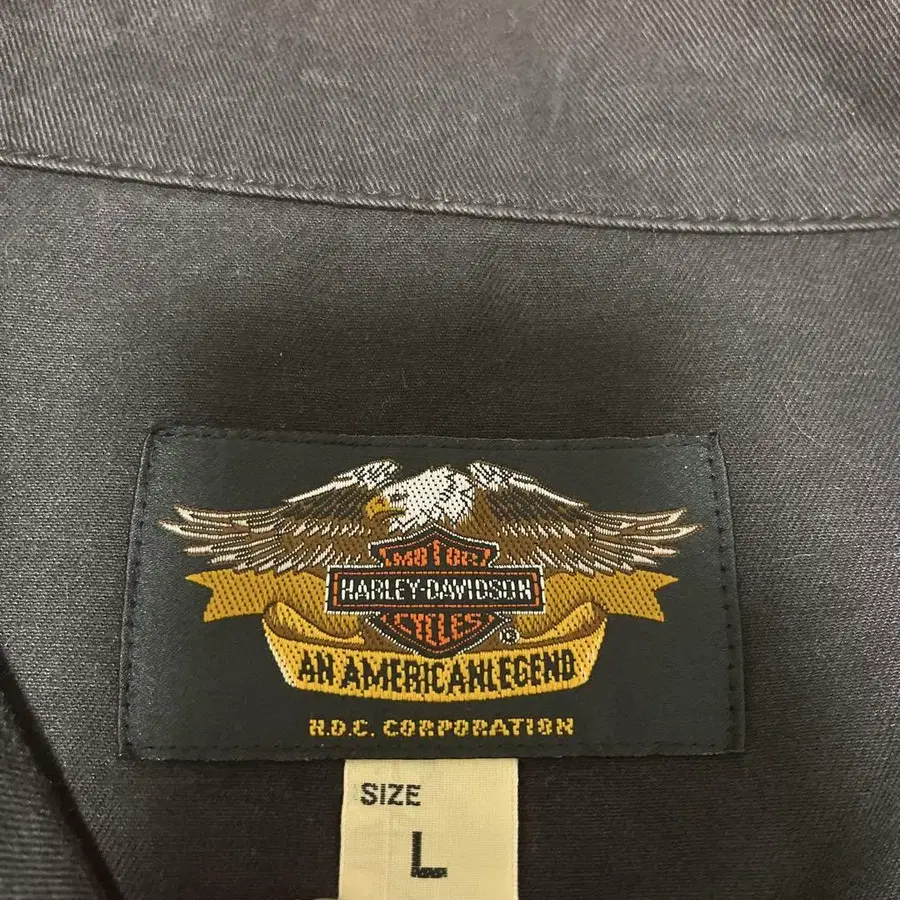 MOTOR
HARLEY-DAVIDSON
CYCLES
®
AN AMERICAN LEGEND
H.D.C. CORPORATION
SIZE
L